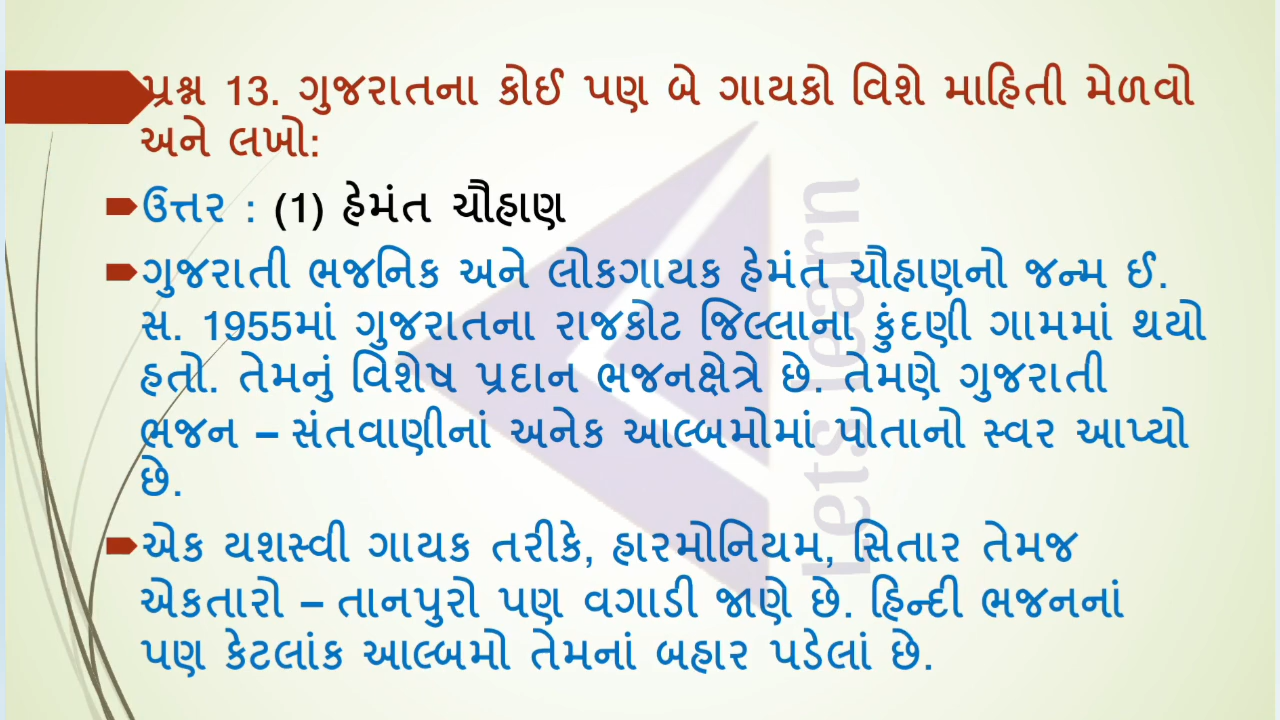 પ્રશ્ન 13. ગુજરાતના કોઈ પણ બે ગાયકો વિશે માહિતી મેળવો
અને લખો:
ઉત્તર : (1) હેમંત ચૌહાણ
ગુજરાતી ભજનિક અને લોકગાયક હેમંત ચૌહાણનો જન્મ ઈ.
સ. 1955માં ગુજરાતના રાજકોટ જિલ્લાના કુંદણી ગામમાં થયો
હતો. તેમનું વિશેષ પ્રદાન ભજનક્ષેત્રે છે. તેમણે ગુજરાતી
ભજન – સંતવાણીનાં અનેક આલ્બમોમાં પોતાનો સ્વર આપ્યો
છે.
એક યશસ્વી ગાયક તરીકે, હારમોનિયમ, સિતાર તેમજ
એકતારો – તાનપુરો પણ વગાડી જાણે છે. હિન્દી ભજનનાં
પણ કેટલાંક આલ્બમો તેમનાં બહાર પડેલાં છે.
Lets learn